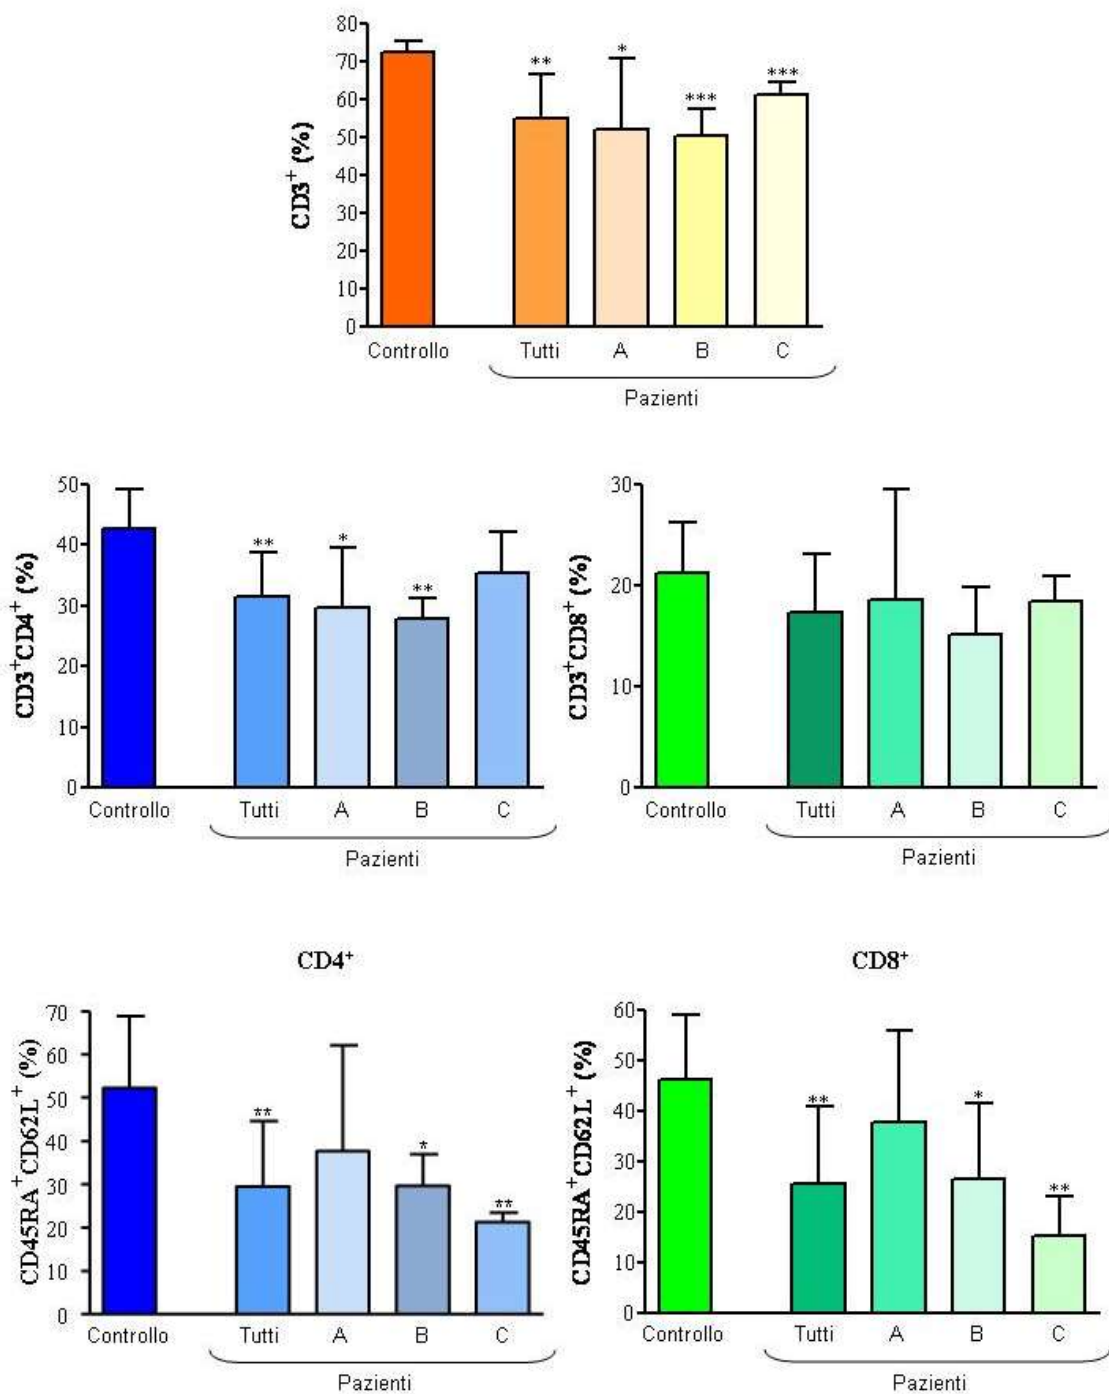 80
70
60
50
40
30
20
10
0
CD3⁺ (%)
** * *** ***
Controllo Tutti A B C
Pazienti
50
40
30
20
10
0
CD3⁺CD4⁺ (%)
** * **
Controllo Tutti A B C
Pazienti
30
20
10
0
CD3⁺CD8⁺ (%)
Controllo Tutti A B C
Pazienti
CD4⁺
70
60
50
40
30
20
10
0
CD45RA⁺CD62L⁺ (%)
** * **
Controllo Tutti A B C
Pazienti
CD8⁺
60
50
40
30
20
10
0
CD45RA⁺CD62L⁺ (%)
** * **
Controllo Tutti A B C
Pazienti